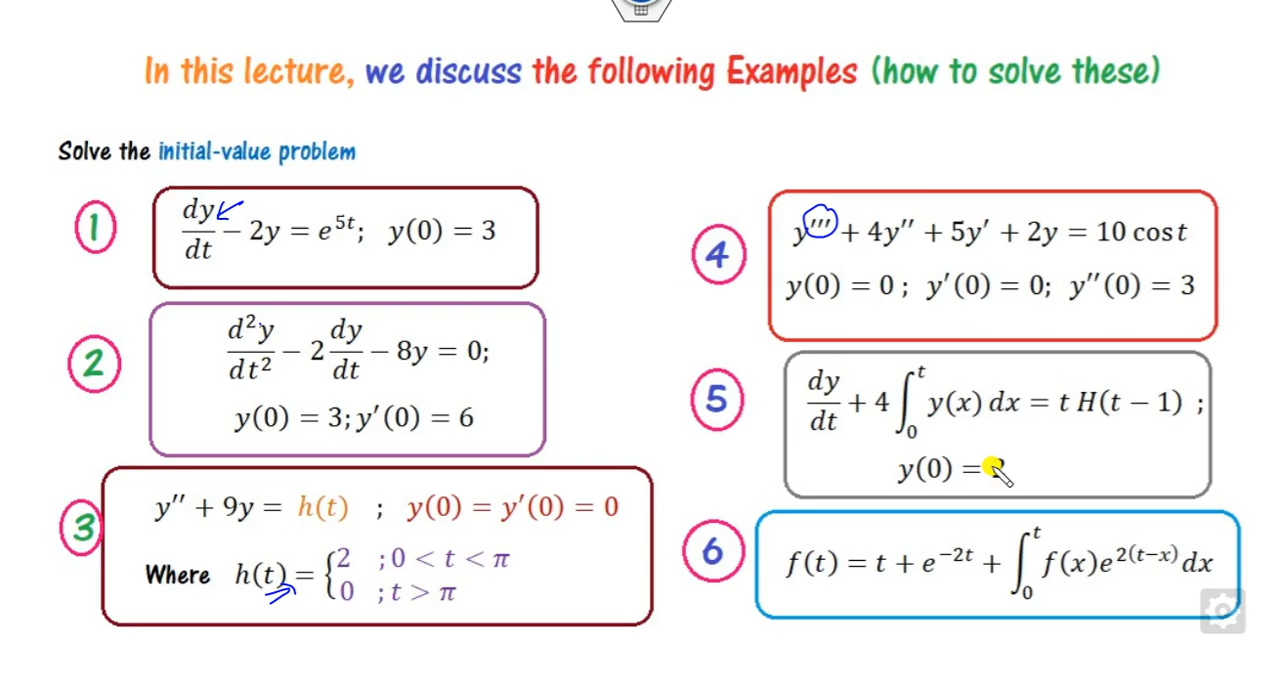 In this lecture, we discuss the following Examples (how to solve these)
Solve the initial-value problem
1
dy/dt − 2y = e^{5t}; y(0) = 3
2
d²y/dt² − 2 dy/dt − 8y = 0;
y(0) = 3; y′(0) = 6
3
y″ + 9y = h(t) ; y(0) = y′(0) = 0
Where h(t) = {2 ; 0 < t < π
0 ; t > π
4
y‴ + 4y″ + 5y′ + 2y = 10 cos t
y(0) = 0 ; y′(0) = 0; y″(0) = 3
5
dy/dt + 4 ∫₀ᵗ y(x) dx = t H(t − 1) ;
y(0) =
6
f(t) = t + e^{−2t} + ∫₀ᵗ f(x)e^{2(t−x)} dx